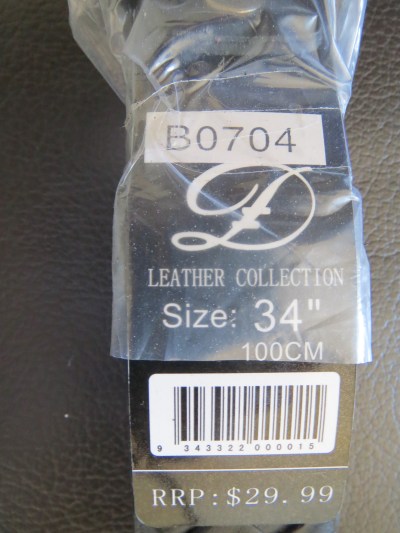 B0704
D
LEATHER COLLECTION
Size: 34"
100CM
9 343322 000015
RRP:$29.99